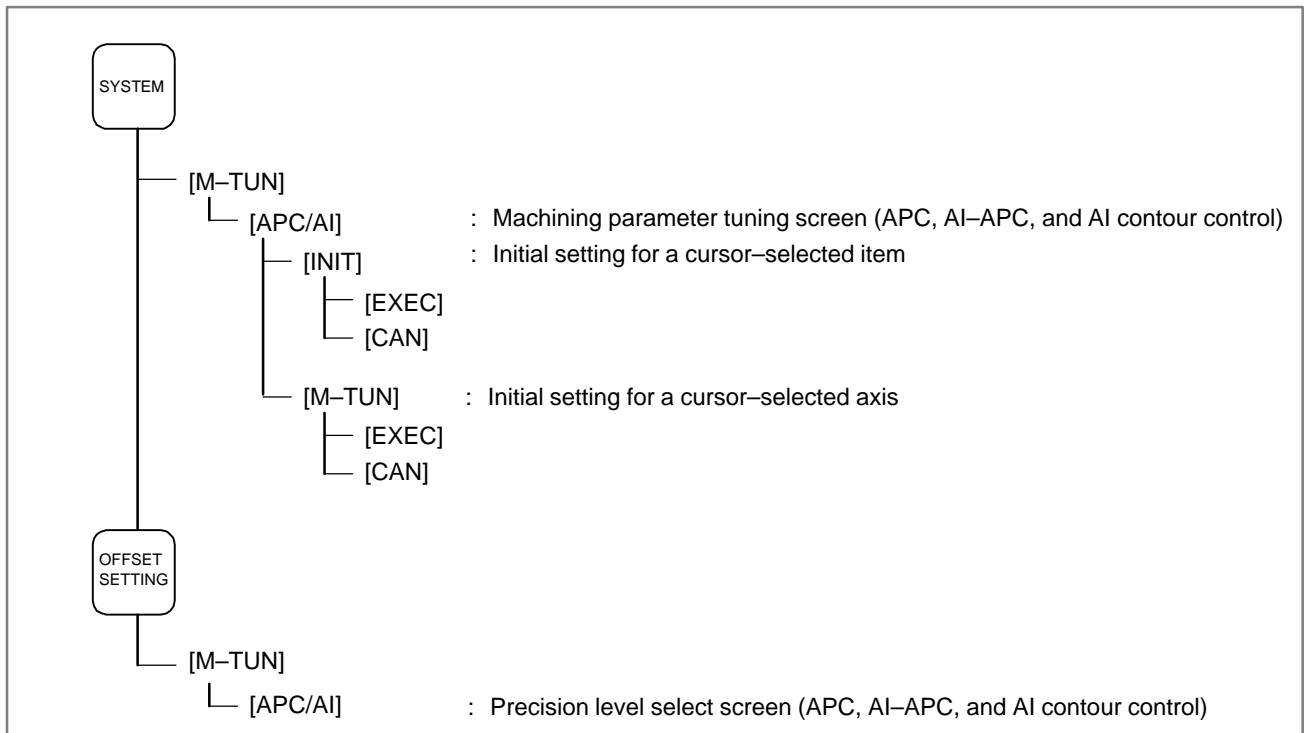 SYSTEM
[M–TUN]
[APC/AI] : Machining parameter tuning screen (APC, AI–APC, and AI contour control)
[INIT] : Initial setting for a cursor–selected item
[EXEC]
[CAN]
[M–TUN] : Initial setting for a cursor–selected axis
[EXEC]
[CAN]
OFFSET
SETTING
[M–TUN]
[APC/AI] : Precision level select screen (APC, AI–APC, and AI contour control)